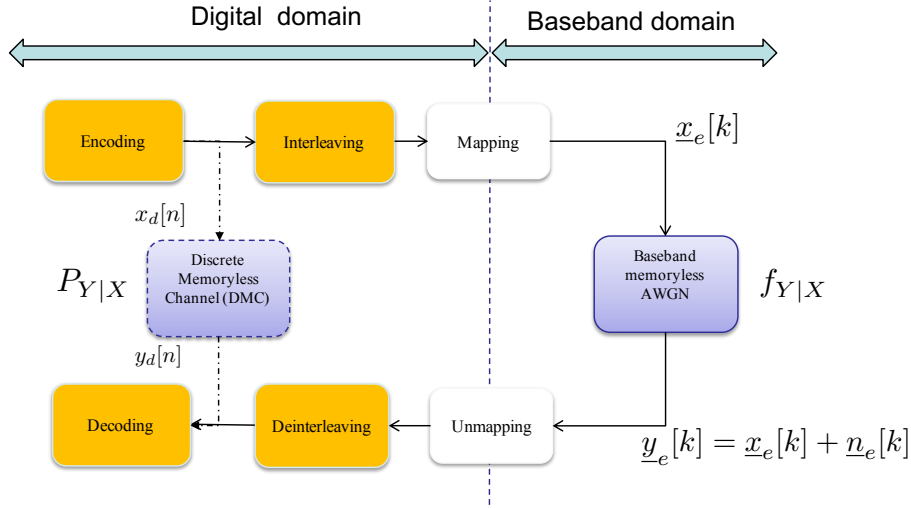 Digital domain
Baseband domain
Encoding
Interleaving
Mapping
x_e[k]
x_d[n]
P_{Y|X}
Discrete
Memoryless
Channel (DMC)
Baseband
memoryless
AWGN
f_{Y|X}
y_d[n]
Decoding
Deinterleaving
Unmapping
y_e[k] = x_e[k] + n_e[k]